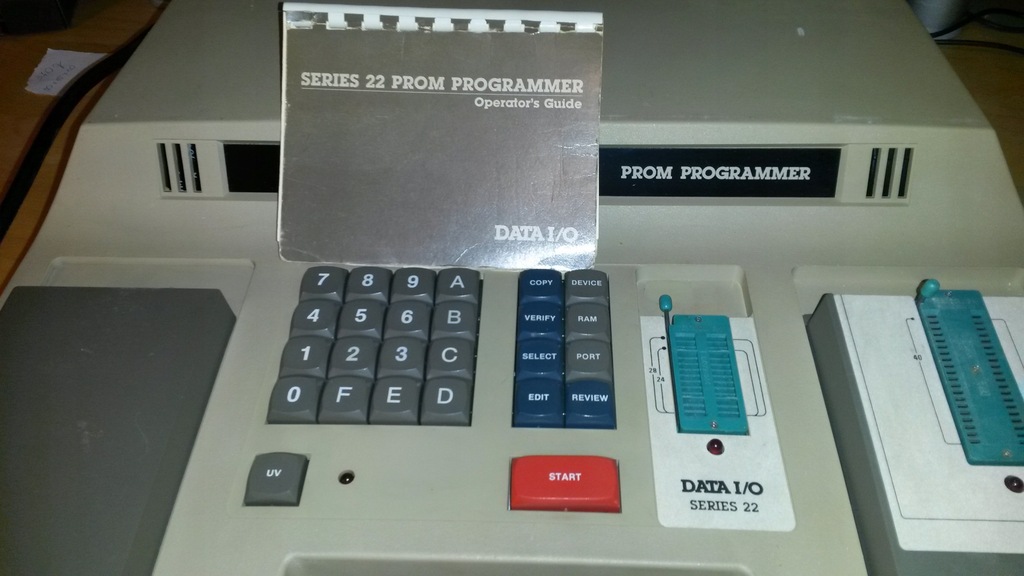 SERIES 22 PROM PROGRAMMER
Operator's Guide
DATA I/O
PROM PROGRAMMER
7 8 9 A
4 5 6 B
1 2 3 C
0 F E D
COPY DEVICE
VERIFY RAM
SELECT PORT
EDIT REVIEW
UV
START
28
24
DATA I/O
SERIES 22
40